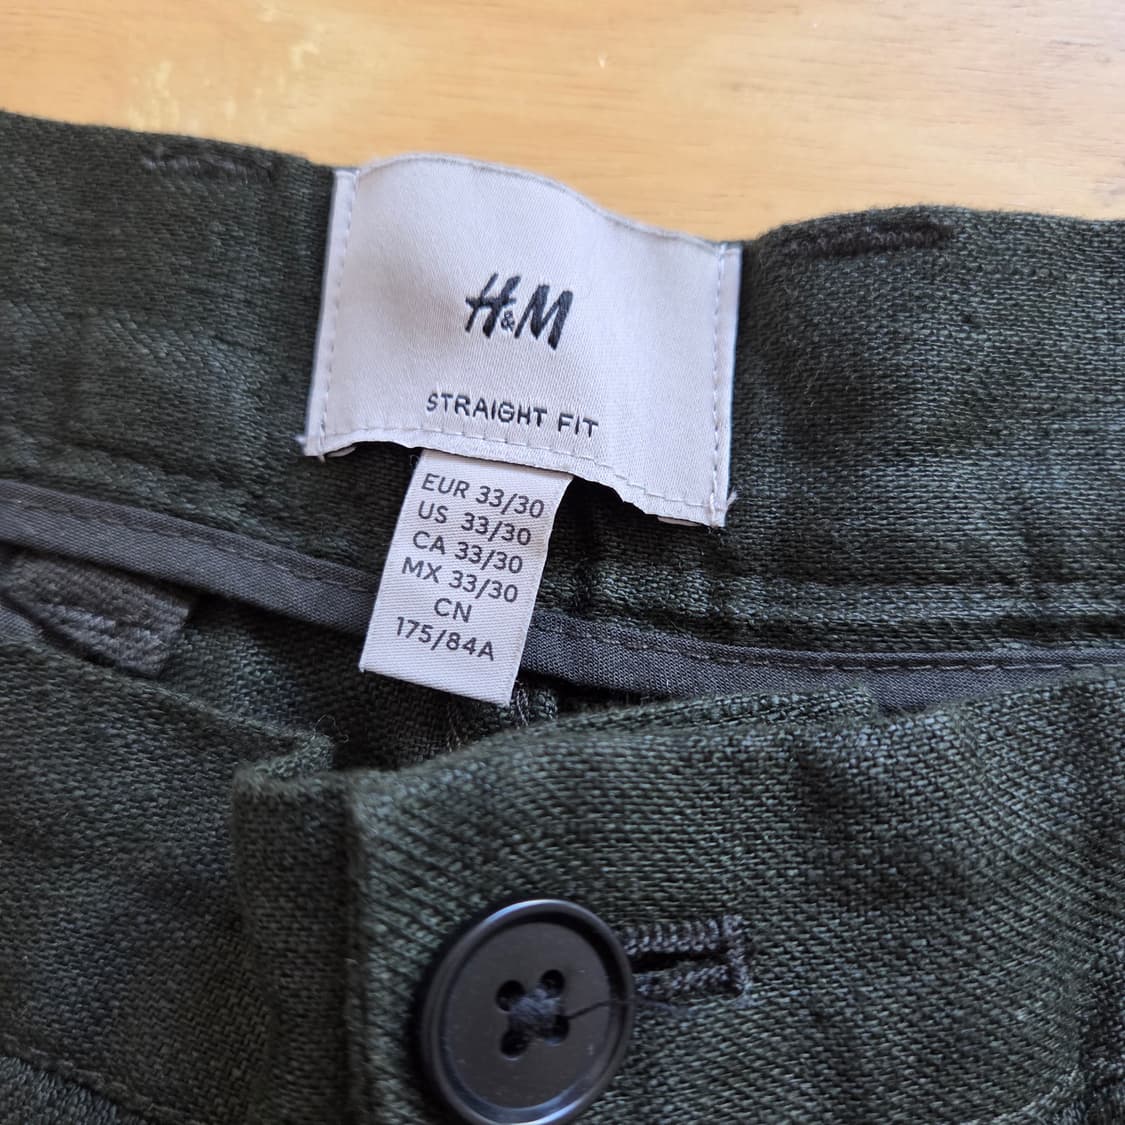 H&M
STRAIGHT FIT
EUR 33/30
US 33/30
CA 33/30
MX 33/30
CN
175/84A